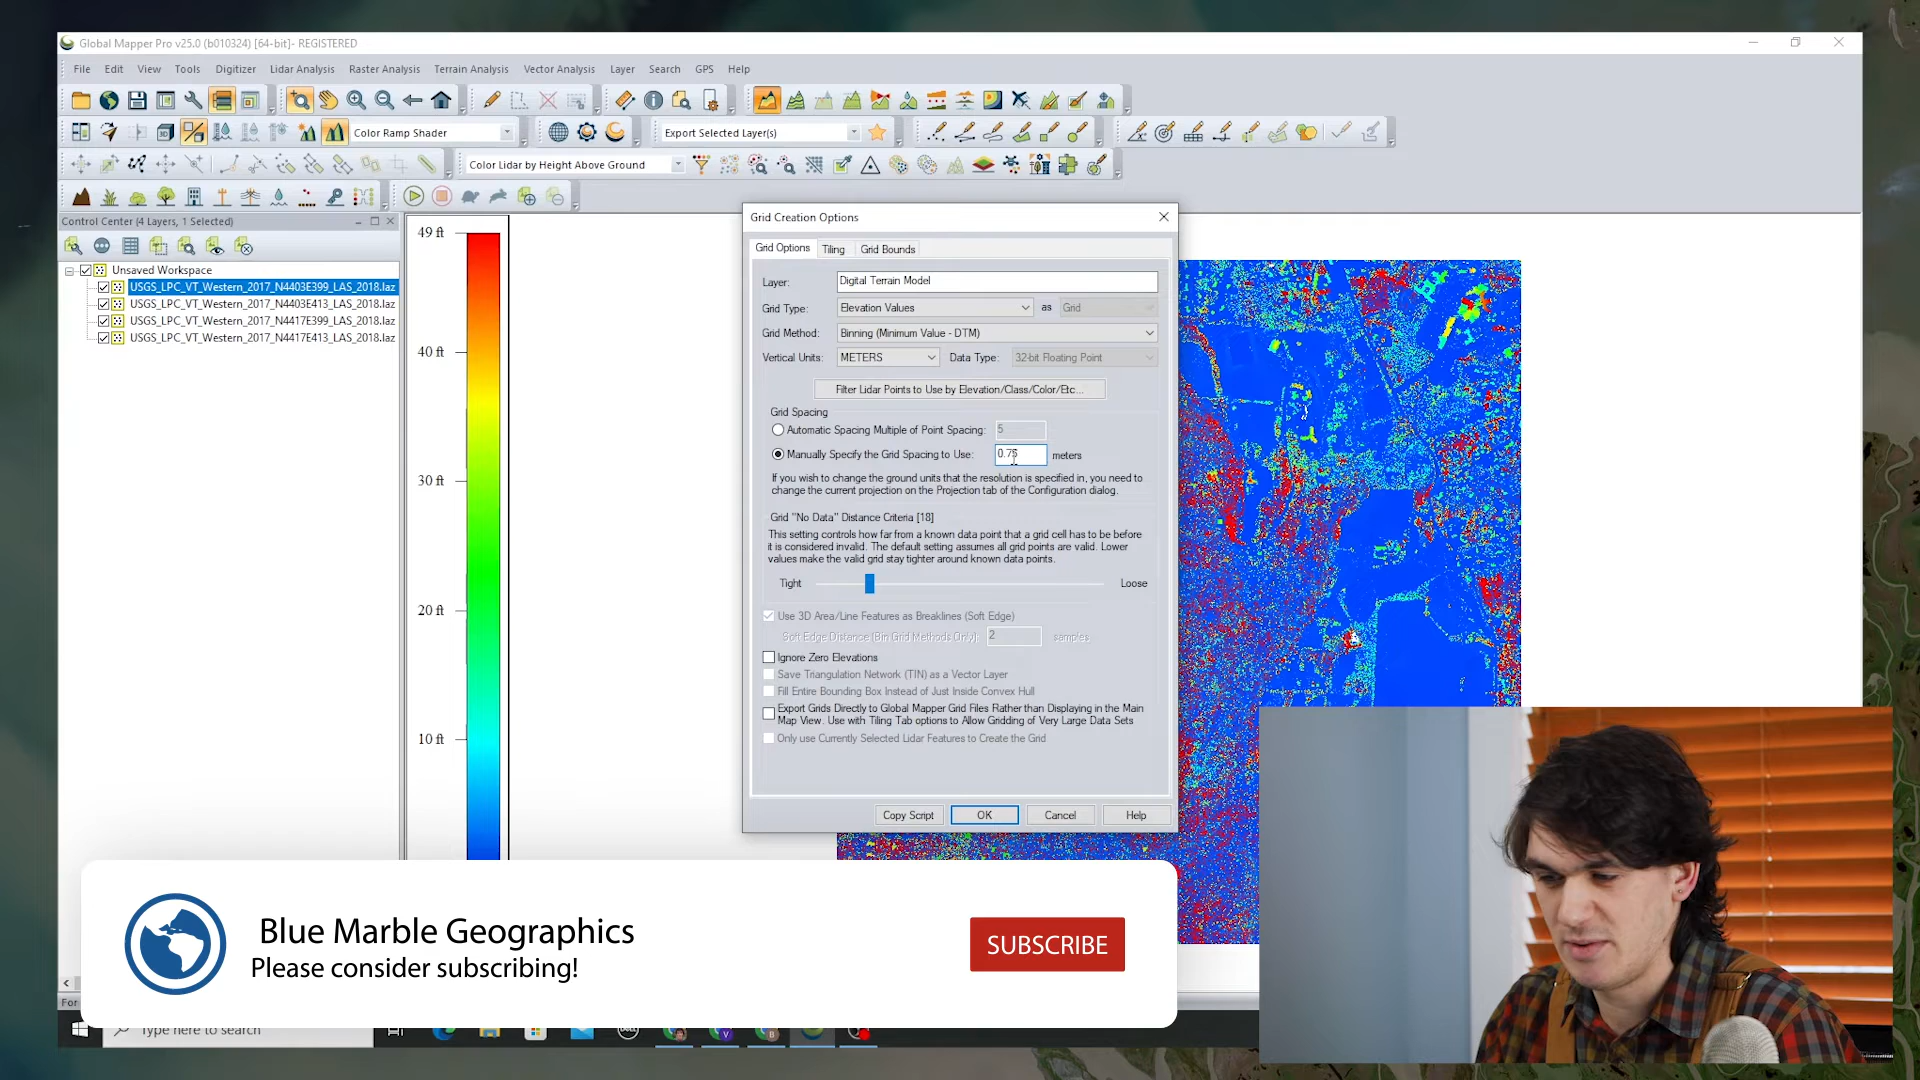 Global Mapper Pro v25.0 (b010324) [64-bit]- REGISTERED
File Edit View Tools Digitizer Lidar Analysis Raster Analysis Terrain Analysis Vector Analysis Layer Search GPS Help
Color Ramp Shader
Export Selected Layer(s)
Color Lidar by Height Above Ground
Control Center (4 Layers, 1 Selected)
Unsaved Workspace
USGS_LPC_VT_Western_2017_N4403E399_LAS_2018.laz
USGS_LPC_VT_Western_2017_N4403E413_LAS_2018.laz
USGS_LPC_VT_Western_2017_N4417E399_LAS_2018.laz
USGS_LPC_VT_Western_2017_N4417E413_LAS_2018.laz
49 ft
40 ft
30 ft
20 ft
10 ft
Grid Creation Options
Grid Options Tiling Grid Bounds
Layer: Digital Terrain Model
Grid Type: Elevation Values as Grid
Grid Method: Binning (Minimum Value - DTM)
Vertical Units: METERS Data Type: 32-bit Floating Point
Filter Lidar Points to Use by Elevation/Class/Color/Etc...
Grid Spacing
Automatic Spacing Multiple of Point Spacing: 5
Manually Specify the Grid Spacing to Use: 0.75 meters
If you wish to change the ground units that the resolution is specified in, you need to
change the current projection on the Projection tab of the Configuration dialog.
Grid "No Data" Distance Criteria [18]
This setting controls how far from a known data point that a grid cell has to be before
it is considered invalid. The default setting assumes all grid points are valid. Lower
values make the valid grid stay tighter around known data points.
Tight Loose
Use 3D Area/Line Features as Breaklines (Soft Edge)
Soft Edge Distance (Bin Grid Methods Only): 2 samples
Ignore Zero Elevations
Save Triangulation Network (TIN) as a Vector Layer
Fill Entire Bounding Box Instead of Just Inside Convex Hull
Export Grids Directly to Global Mapper Grid Files Rather than Displaying in the Main
Map View. Use with Tiling Tab options to Allow Gridding of Very Large Data Sets
Only use Currently Selected Lidar Features to Create the Grid
Copy Script OK Cancel Help
Blue Marble Geographics
Please consider subscribing!
SUBSCRIBE
For
Type here to search